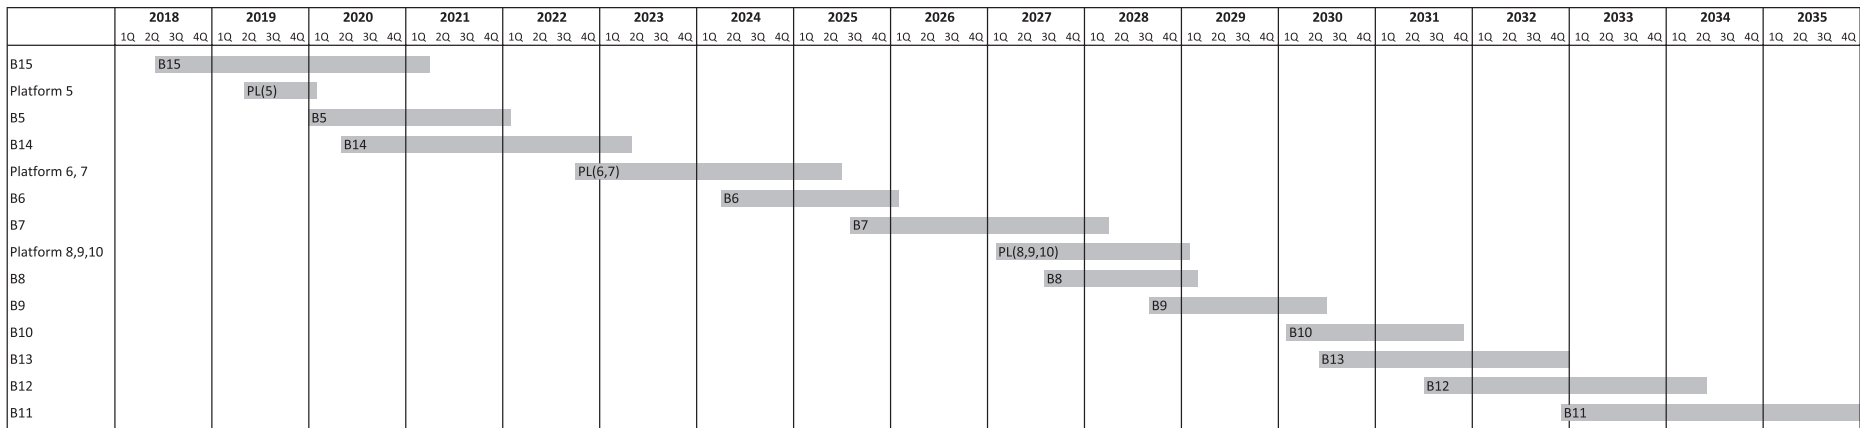 2018 2019 2020 2021 2022 2023 2024 2025 2026 2027 2028 2029 2030 2031 2032 2033 2034 2035
1Q 2Q 3Q 4Q 1Q 2Q 3Q 4Q 1Q 2Q 3Q 4Q 1Q 2Q 3Q 4Q 1Q 2Q 3Q 4Q 1Q 2Q 3Q 4Q 1Q 2Q 3Q 4Q 1Q 2Q 3Q 4Q 1Q 2Q 3Q 4Q 1Q 2Q 3Q 4Q 1Q 2Q 3Q 4Q 1Q 2Q 3Q 4Q 1Q 2Q 3Q 4Q 1Q 2Q 3Q 4Q 1Q 2Q 3Q 4Q 1Q 2Q 3Q 4Q 1Q 2Q 3Q 4Q 1Q 2Q 3Q 4Q
B15 B15
Platform 5 PL(5)
B5 B5
B14 B14
Platform 6, 7 PL(6,7)
B6 B6
B7 B7
Platform 8,9,10 PL(8,9,10)
B8 B8
B9 B9
B10 B10
B13 B13
B12 B12
B11 B11